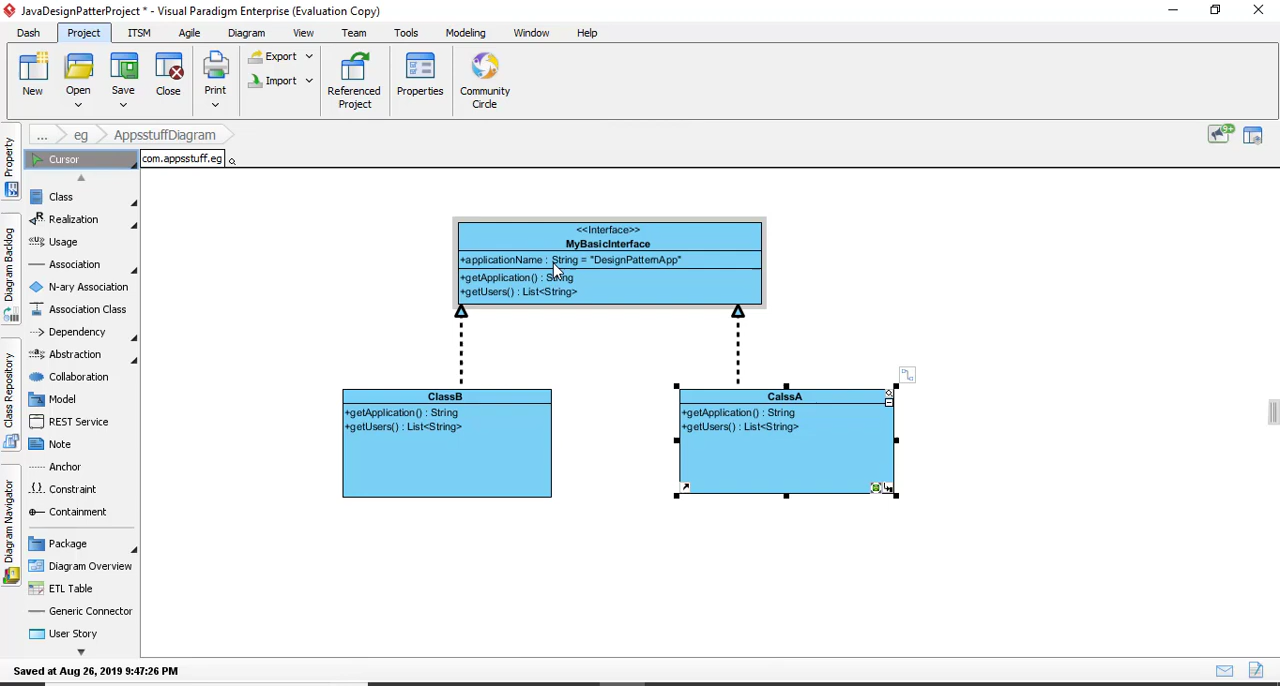 JavaDesignPatterProject * - Visual Paradigm Enterprise (Evaluation Copy)
Dash
Project
ITSM
Agile
Diagram
View
Team
Tools
Modeling
Window
Help
New
Open
Save
Close
Print
Export
Import
Referenced
Project
Properties
Community
Circle
...
eg
AppsstuffDiagram
9+
Property
Diagram Backlog
Class Repository
Diagram Navigator
Cursor
com.appsstuff.eg
Class
Realization
Usage
Association
N-ary Association
Association Class
Dependency
Abstraction
Collaboration
Model
REST Service
Note
Anchor
Constraint
Containment
Package
Diagram Overview
ETL Table
Generic Connector
User Story
<<Interface>>
MyBasicInterface
+applicationName : String = "DesignPatternApp"
+getApplication() : String
+getUsers() : List<String>
ClassB
+getApplication() : String
+getUsers() : List<String>
CalssA
+getApplication() : String
+getUsers() : List<String>
Saved at Aug 26, 2019 9:47:26 PM